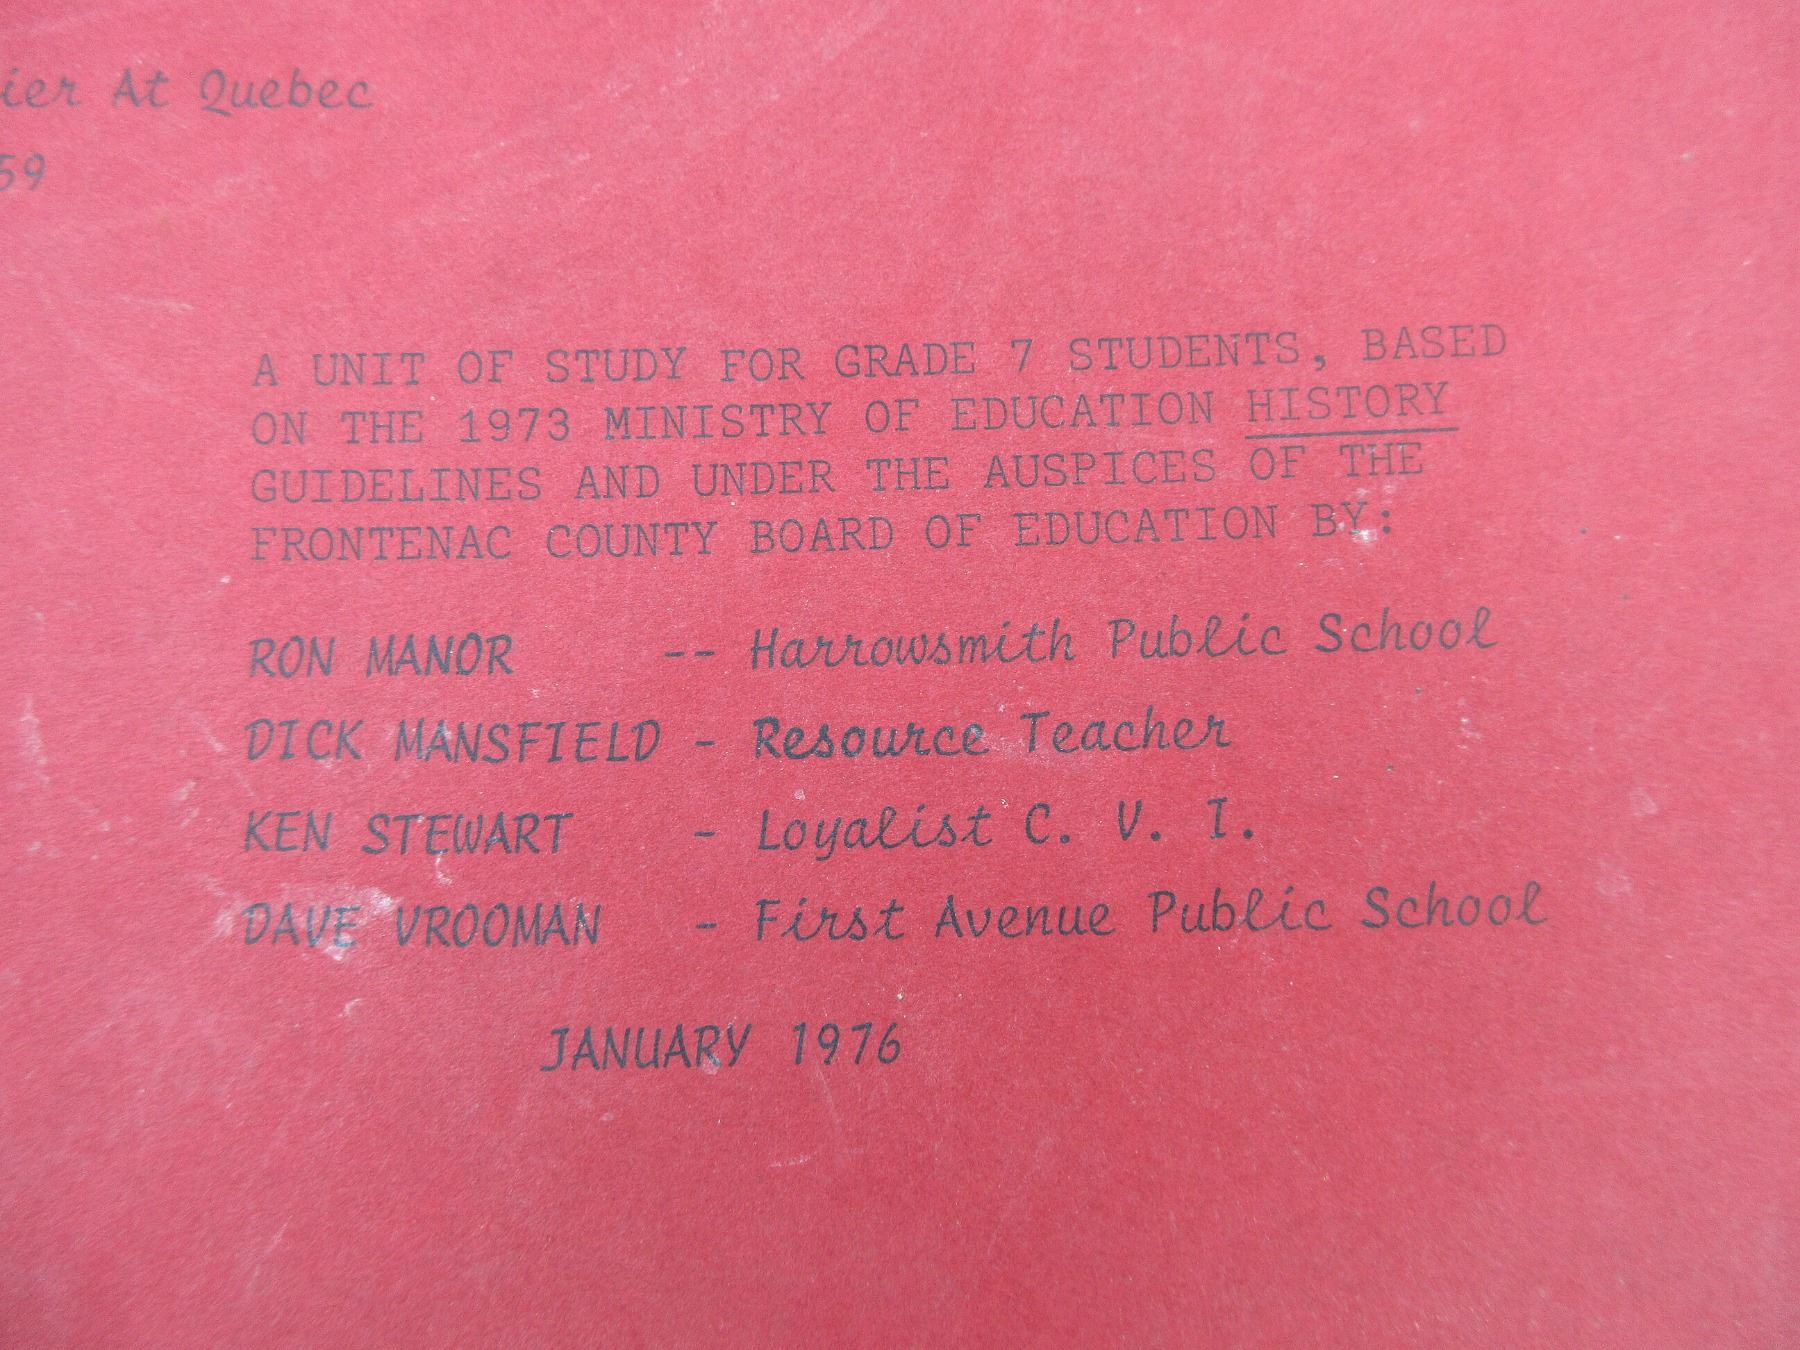 ier At Quebec
59
A UNIT OF STUDY FOR GRADE 7 STUDENTS, BASED
ON THE 1973 MINISTRY OF EDUCATION HISTORY
GUIDELINES AND UNDER THE AUSPICES OF THE
FRONTENAC COUNTY BOARD OF EDUCATION BY:
RON MANOR -- Harrowsmith Public School
DICK MANSFIELD - Resource Teacher
KEN STEWART - Loyalist C. V. I.
DAVE VROOMAN - First Avenue Public School
JANUARY 1976